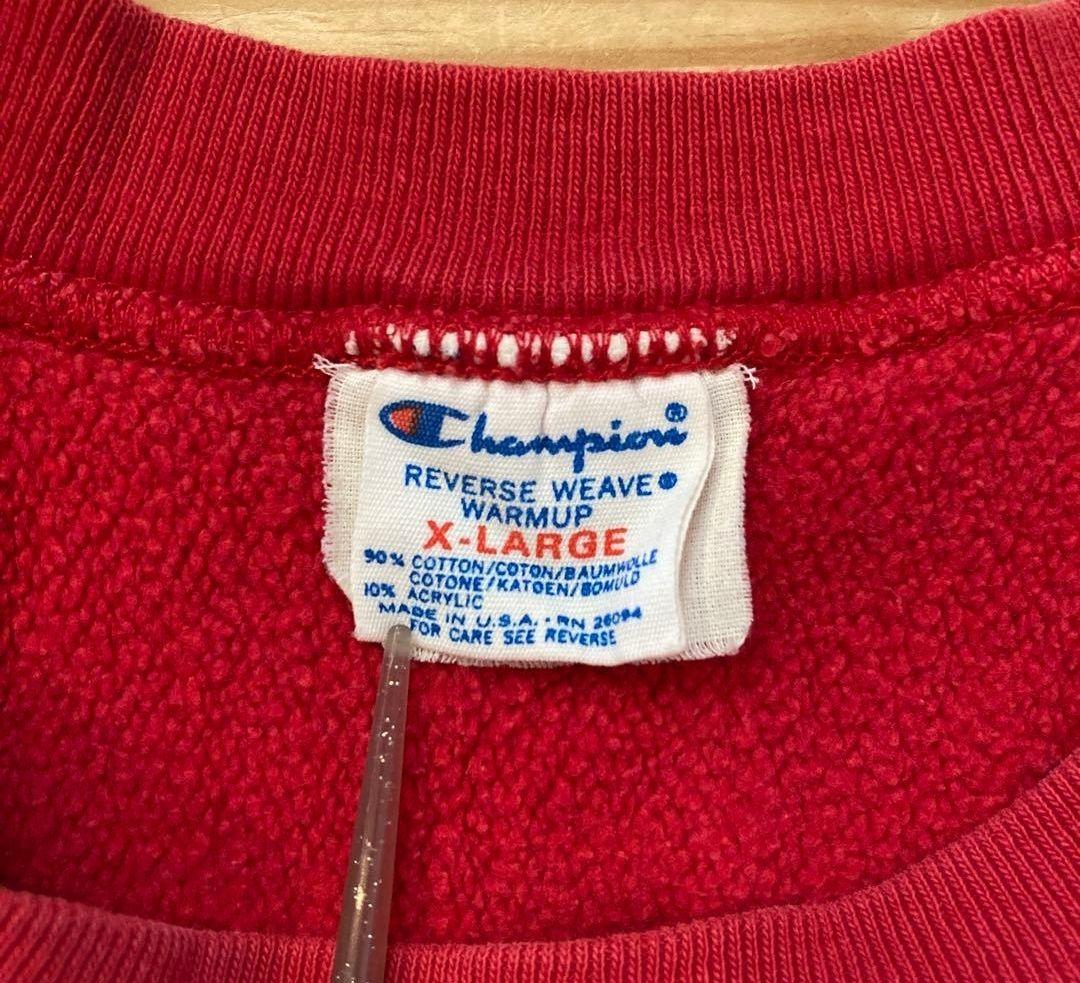 Champion®
REVERSE WEAVE®
WARMUP
X-LARGE
90% COTTON/COTON/BAUMWOLLE
COTONE/KATOEN/BOMULD
10% ACRYLIC
MADE IN U.S.A. - RN 26094
FOR CARE SEE REVERSE